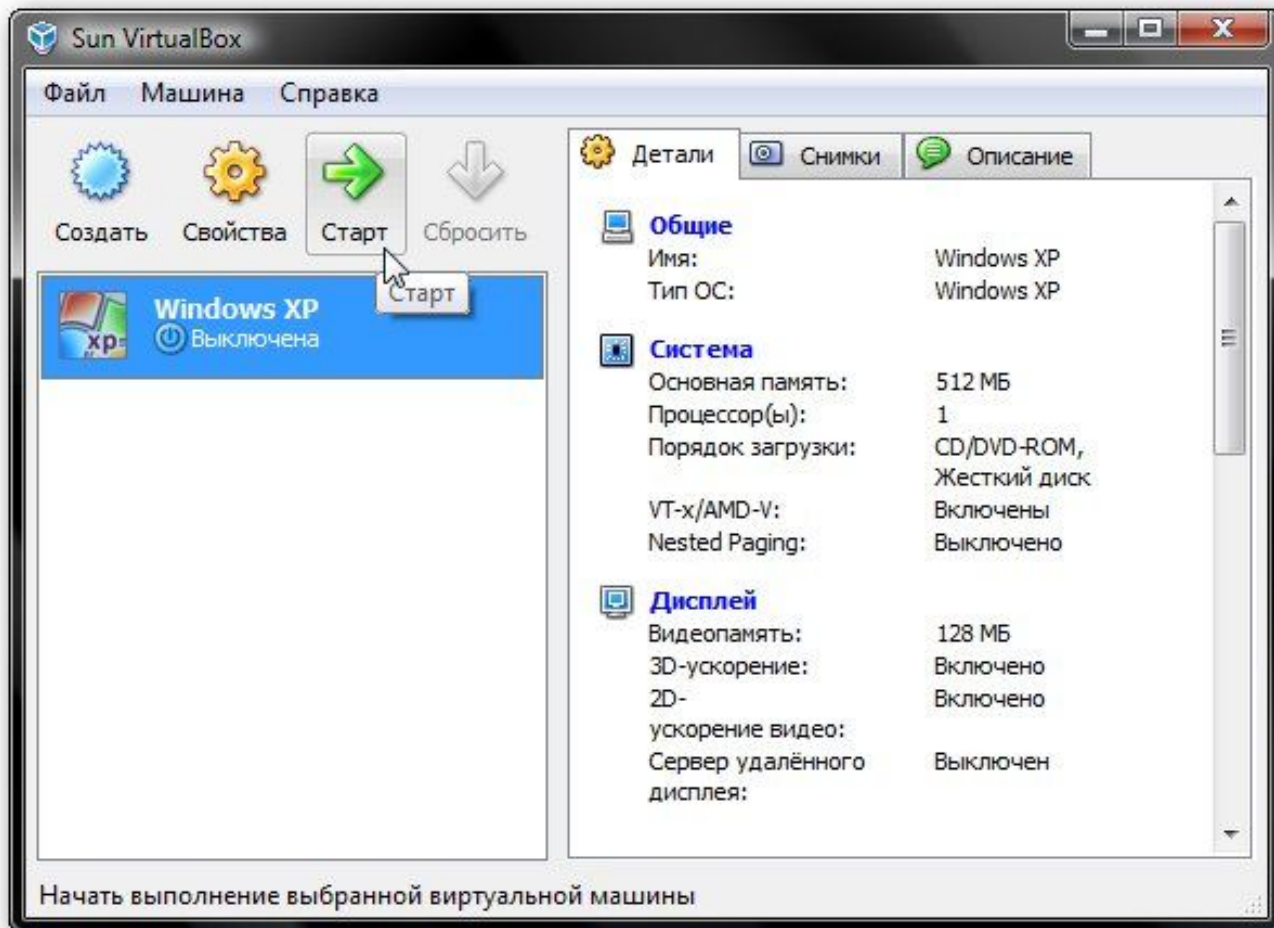 Sun VirtualBox
Файл Машина Справка
Создать Свойства Старт Сбросить
Старт
Windows XP
Выключена
xp
Детали Снимки Описание
Общие
Имя: Windows XP
Тип ОС: Windows XP
Система
Основная память: 512 МБ
Процессор(ы): 1
Порядок загрузки: CD/DVD-ROM,
Жесткий диск
VT-x/AMD-V: Включены
Nested Paging: Выключено
Дисплей
Видеопамять: 128 МБ
3D-ускорение: Включено
2D- Включено
ускорение видео:
Сервер удалённого Выключен
дисплея:
Начать выполнение выбранной виртуальной машины